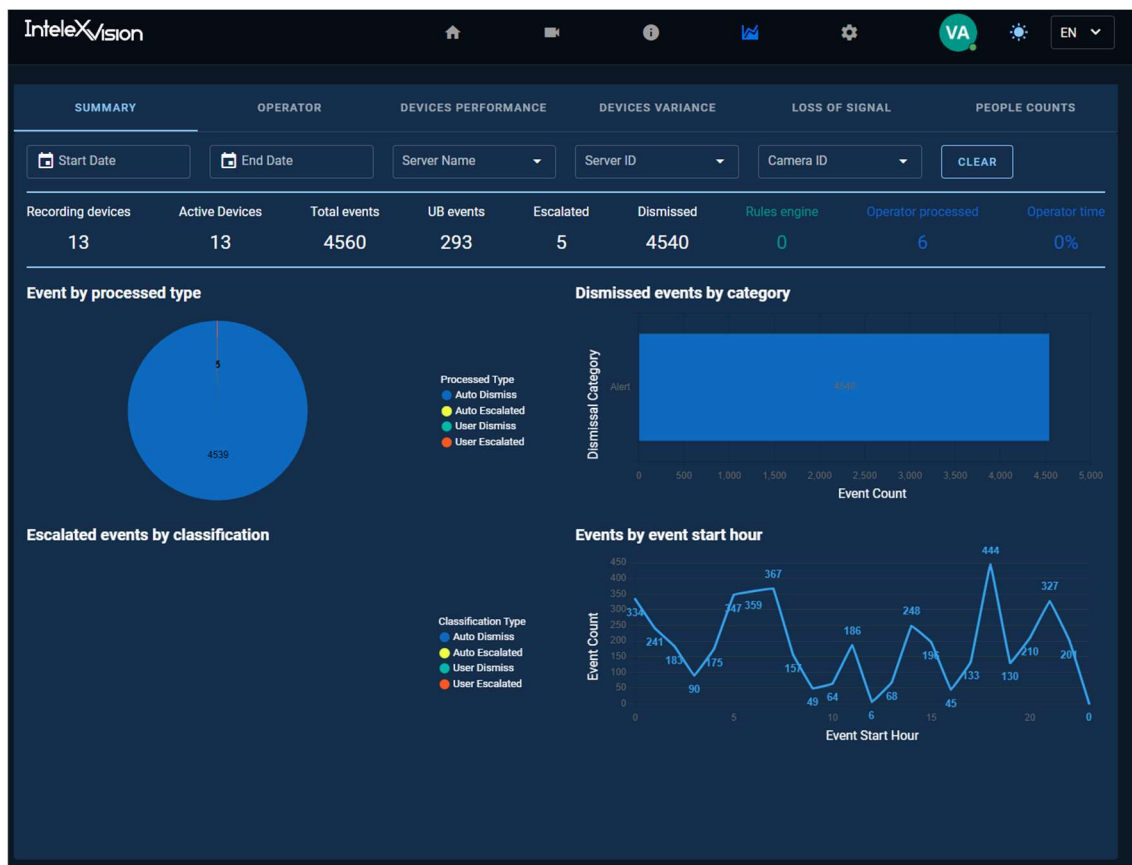 InteleXVision
VA
EN
SUMMARY OPERATOR DEVICES PERFORMANCE DEVICES VARIANCE LOSS OF SIGNAL PEOPLE COUNTS
Start Date End Date Server Name Server ID Camera ID CLEAR
Recording devices Active Devices Total events UB events Escalated Dismissed Rules engine Operator processed Operator time
13 13 4560 293 5 4540 0 6 0%
Event by processed type
5
4539
Processed Type
Auto Dismiss
Auto Escalated
User Dismiss
User Escalated
Dismissed events by category
Dismissal Category
Alert
4540
0 500 1,000 1,500 2,000 2,500 3,000 3,500 4,000 4,500 5,000
Event Count
Escalated events by classification
Classification Type
Auto Dismiss
Auto Escalated
User Dismiss
User Escalated
Events by event start hour
Event Count
450
400
350
300
250
200
150
100
50
0
334 241 183 90 175 347 359 367 157 49 64 186 6 68 248 196 45 133 444 130 210 327 201 0
0 5 10 15 20
Event Start Hour